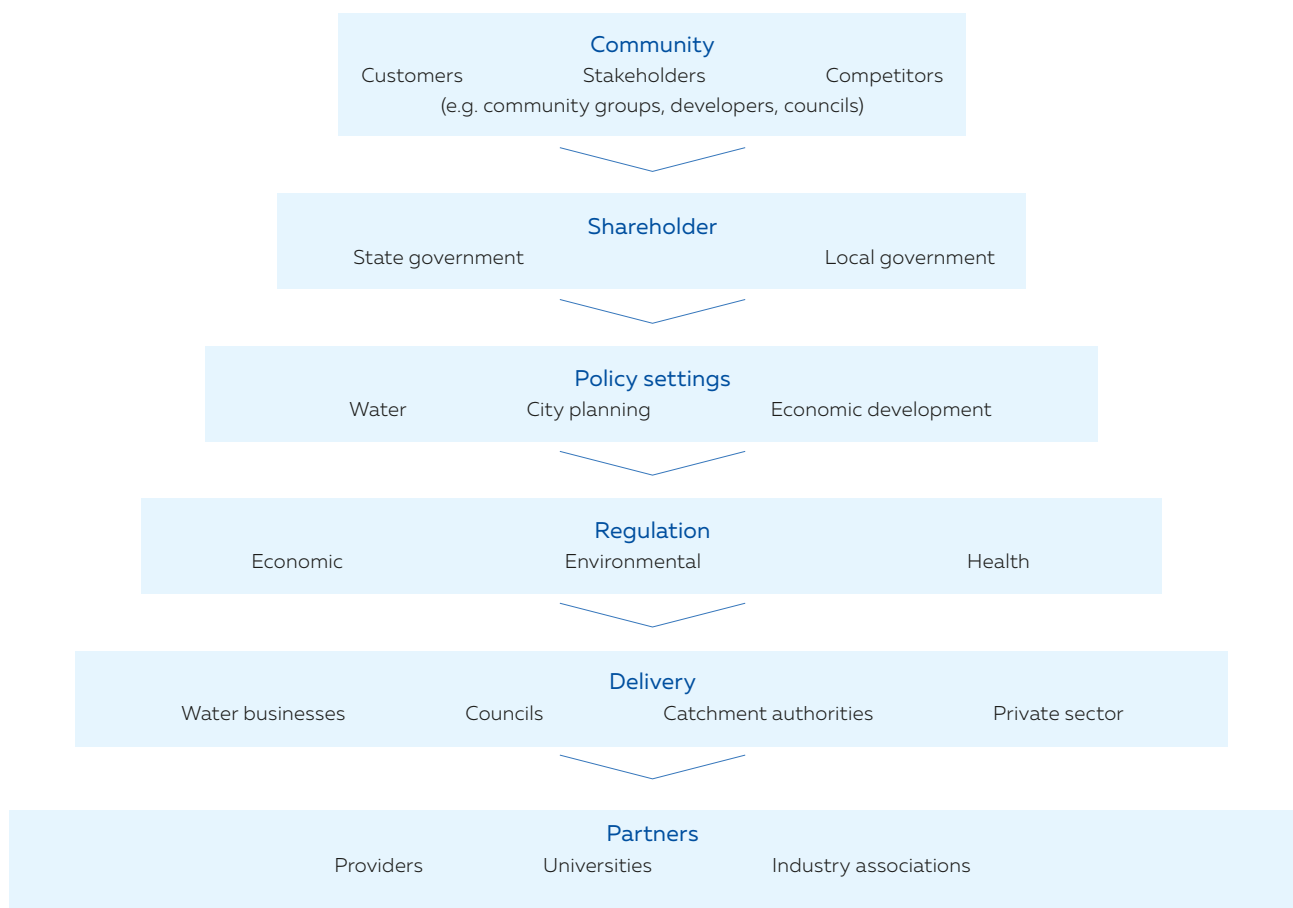 Community
Customers Stakeholders Competitors
(e.g. community groups, developers, councils)
Shareholder
State government Local government
Policy settings
Water City planning Economic development
Regulation
Economic Environmental Health
Delivery
Water businesses Councils Catchment authorities Private sector
Partners
Providers Universities Industry associations